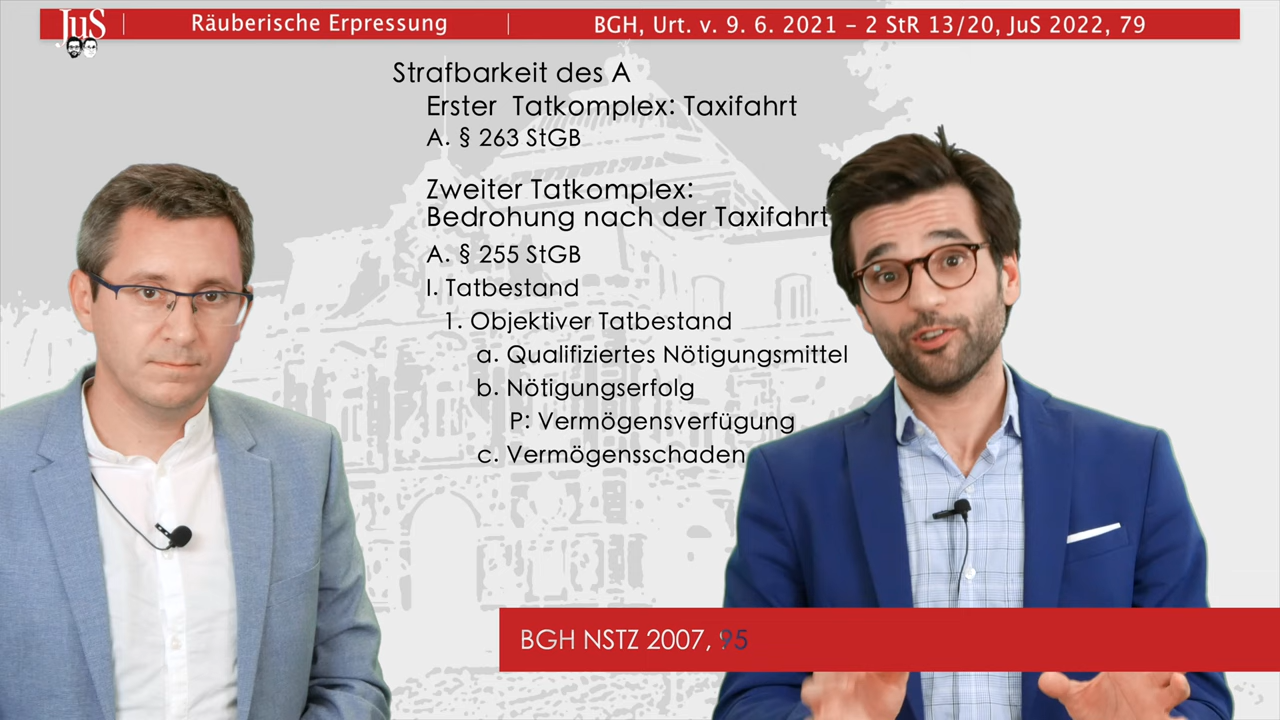 JuS
Räuberische Erpressung
BGH, Urt. v. 9. 6. 2021 – 2 StR 13/20, JuS 2022, 79
Strafbarkeit des A
Erster Tatkomplex: Taxifahrt
A. § 263 StGB
Zweiter Tatkomplex:
Bedrohung nach der Taxifahrt
A. § 255 StGB
I. Tatbestand
1. Objektiver Tatbestand
a. Qualifiziertes Nötigungsmittel
b. Nötigungserfolg
P: Vermögensverfügung
c. Vermögensschaden
BGH NSTZ 2007, 95